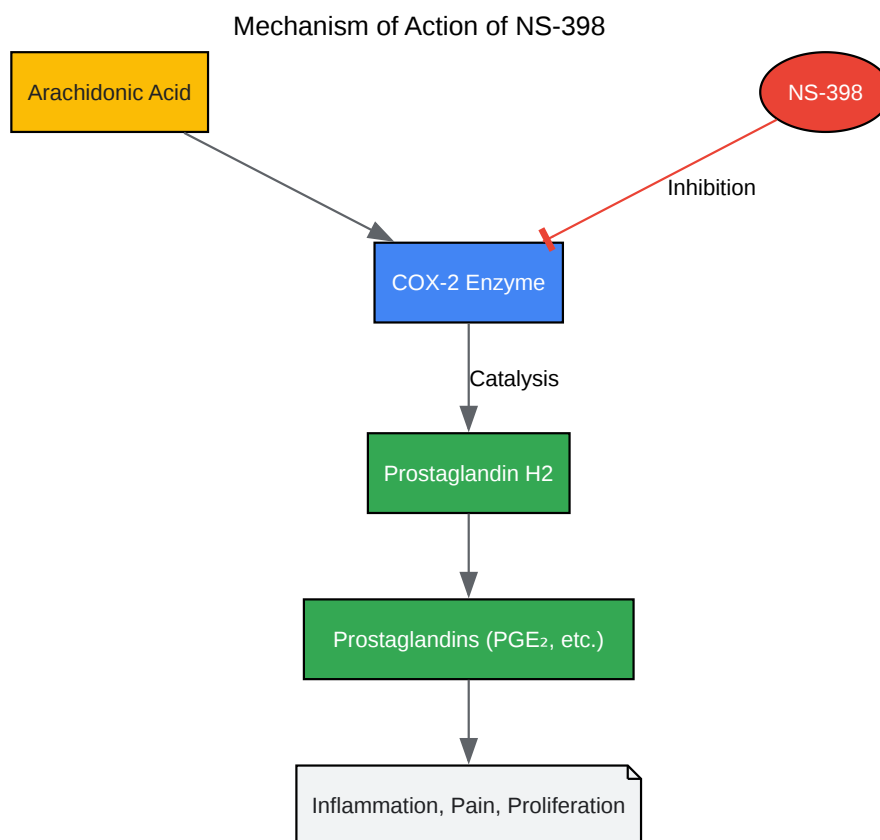 Mechanism of Action of NS-398
Arachidonic Acid
NS-398
Inhibition
COX-2 Enzyme
Catalysis
Prostaglandin H2
Prostaglandins (PGE₂, etc.)
Inflammation, Pain, Proliferation